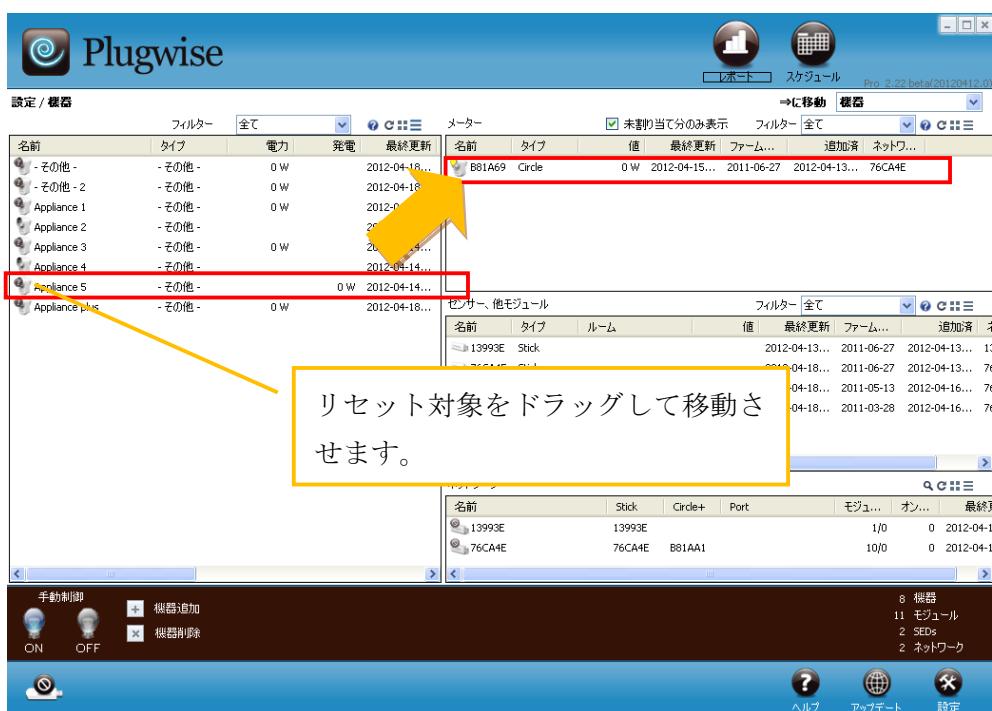 Plugwise
レポート スケジュール Pro 2.22 beta(20120412.0)
設定 / 機器 ⇒に移動 機器
フィルター 全て メーター 未割り当て分のみ表示 フィルター 全て
名前 タイプ 電力 発電 最終更新 名前 タイプ 値 最終更新 ファーム... 追加済 ネットワ...
- その他 - - その他 - 0 W 2012-04-18... B81A69 Circle 0 W 2012-04-15... 2011-06-27 2012-04-13... 76CA4E
- その他 - 2 - その他 - 0 W 2012-04-18
Appliance 1 - その他 - 0 W
Appliance 2 - その他 -
Appliance 3 - その他 - 0 W
Appliance 4 - その他 - 2012-04-14...
Appliance 5 - その他 - 0 W 2012-04-14...
Appliance plus - その他 - 0 W 2012-04-18...
センサー、他モジュール フィルター 全て
名前 タイプ ルーム 値 最終更新 ファーム... 追加済
13993E Stick 2012-04-13... 2011-06-27 2012-04-13...
2011-06-27 2012-04-13...
-04-18... 2011-05-13 2012-04-16...
-04-18... 2011-03-28 2012-04-16...
リセット対象をドラッグして移動さ
せます。
名前 Stick Circle+ Port モジュ... オン... 最終
13993E 13993E 1/0 0 2012-04-1
76CA4E 76CA4E B81AA1 10/0 0 2012-04-1
手動制御
ON OFF
機器追加
機器削除
8 機器
11 モジュール
2 SEDs
2 ネットワーク
ヘルプ アップデート 設定